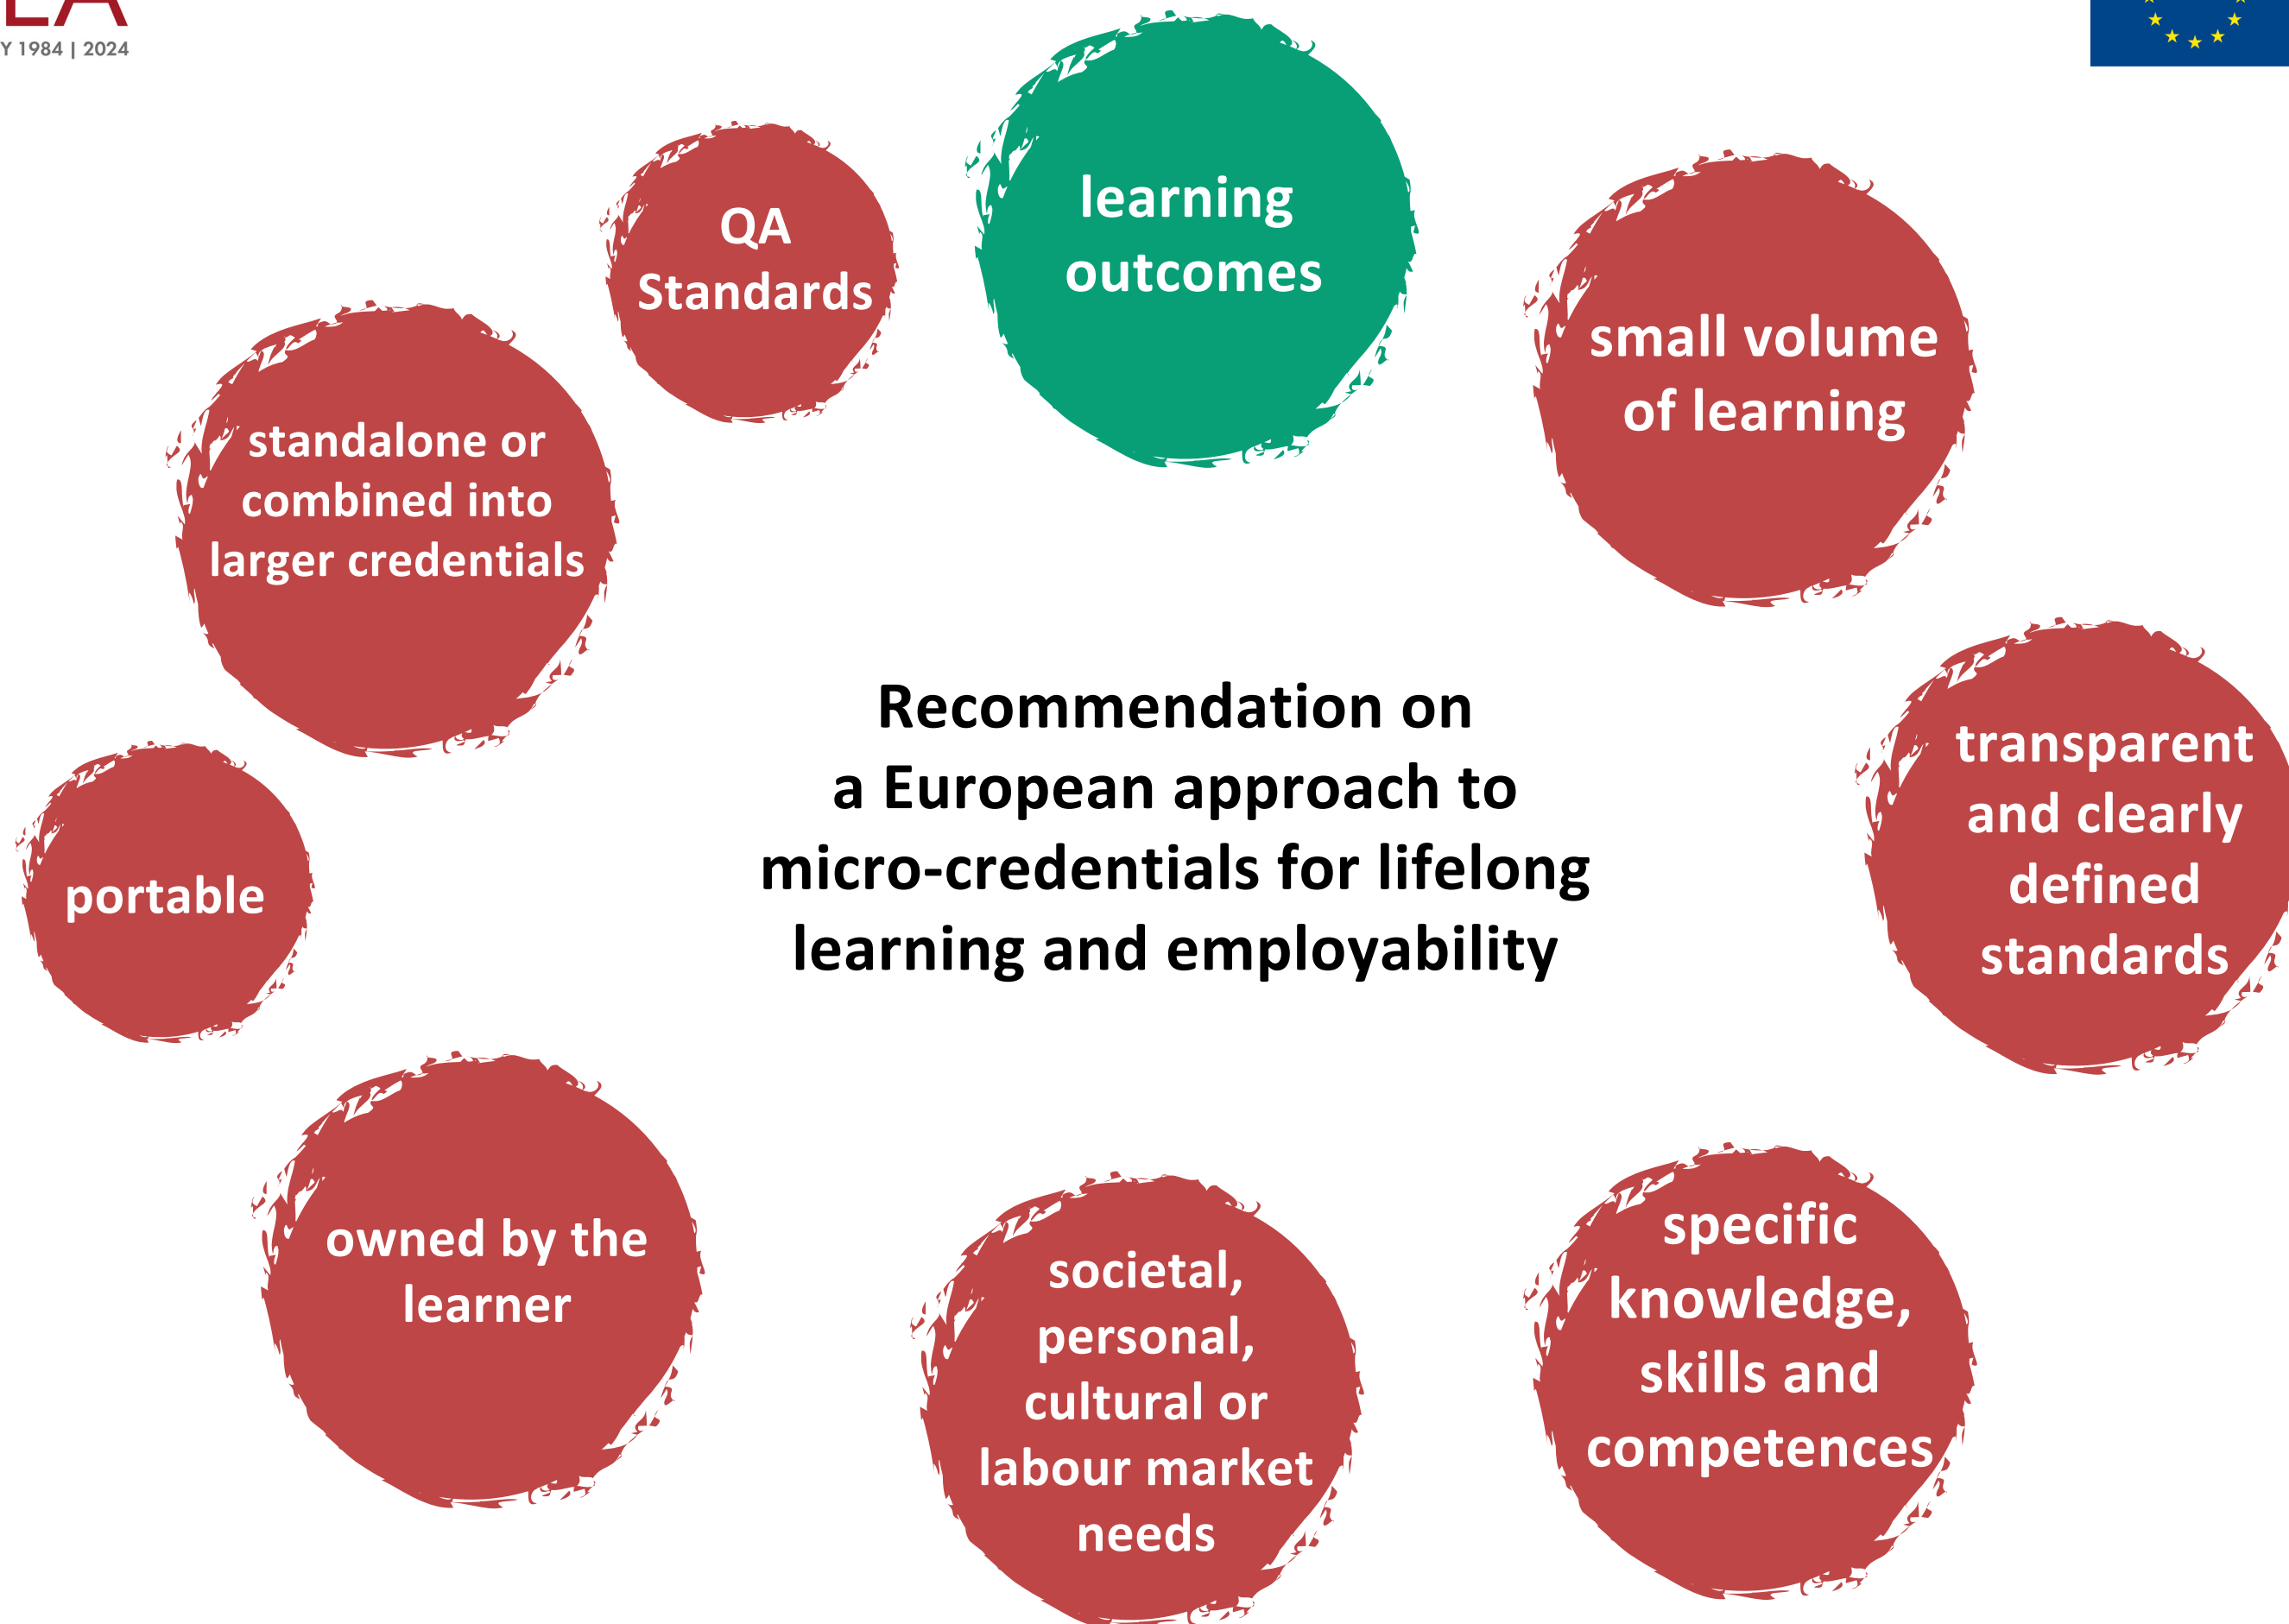 Y 1984 | 2024
learning
outcomes
QA
Standards
small volume
of learning
standalone or
combined into
larger credentials
Recommendation on
a European approach to
micro-credentials for lifelong
learning and employability
transparent
and clearly
defined
standards
portable
owned by the
learner
societal,
personal,
cultural or
labour market
needs
specific
knowledge,
skills and
competences